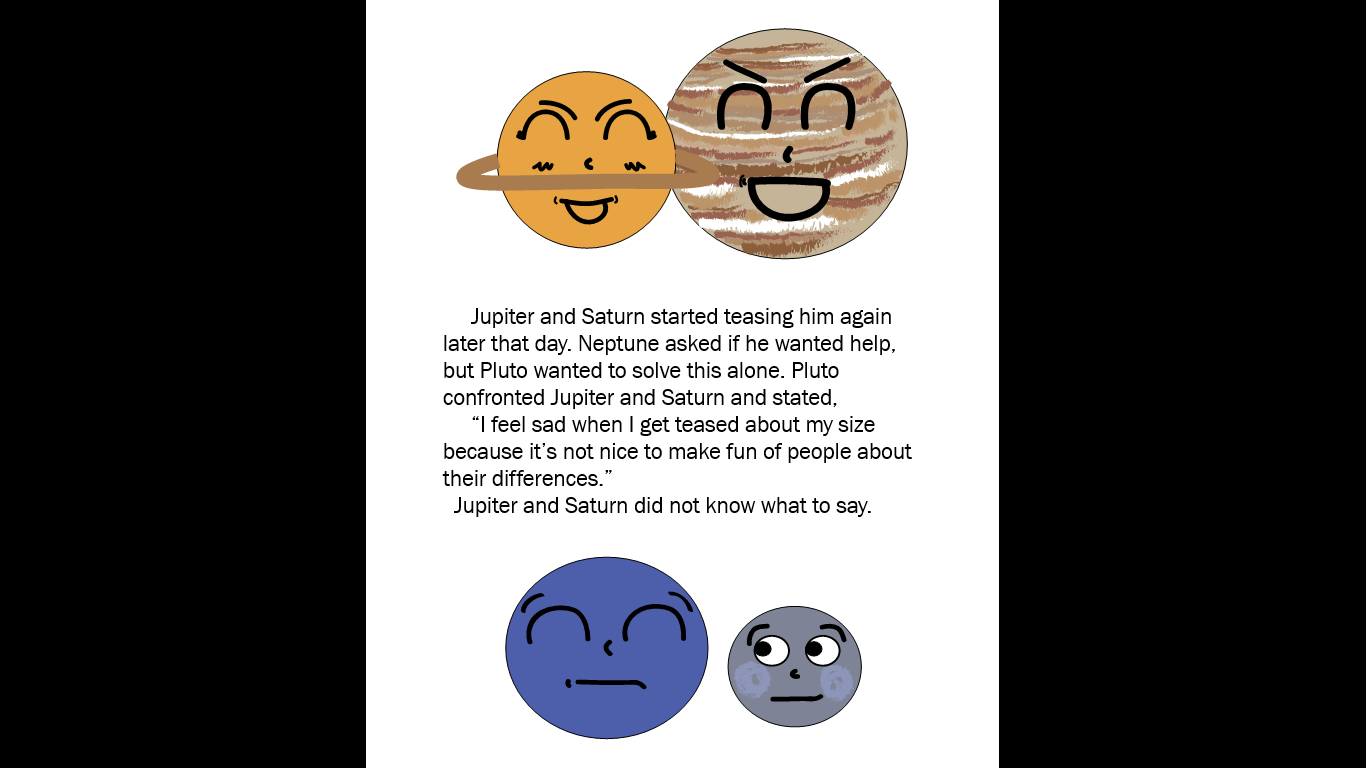 Jupiter and Saturn started teasing him again
later that day. Neptune asked if he wanted help,
but Pluto wanted to solve this alone. Pluto
confronted Jupiter and Saturn and stated,
“I feel sad when I get teased about my size
because it’s not nice to make fun of people about
their differences.”
Jupiter and Saturn did not know what to say.